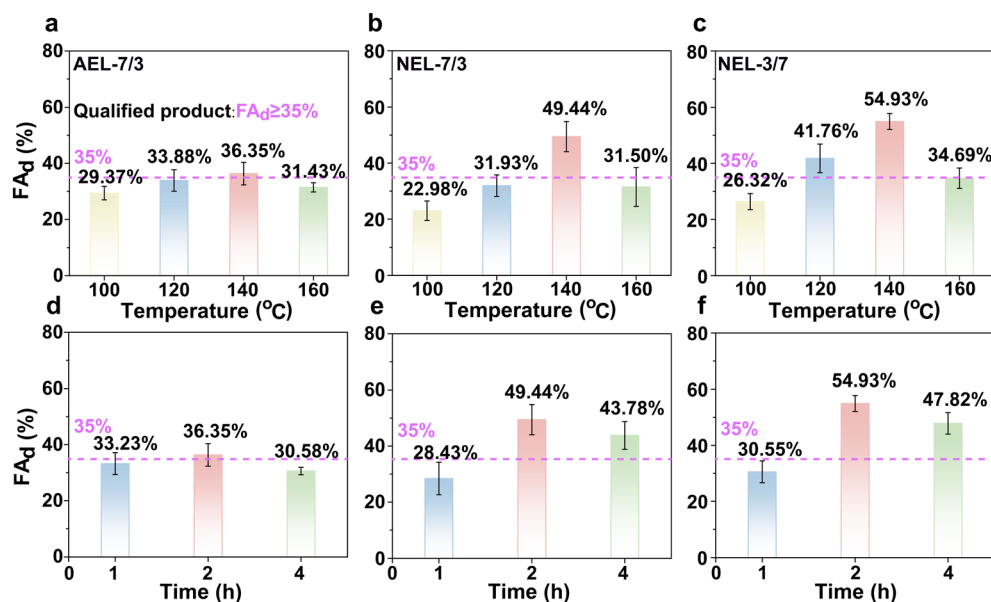 a
AEL-7/3
Qualified product:FAd≥35%
35%
29.37%
33.88%
36.35%
31.43%
FAd (%)
80
60
40
20
0
100 120 140 160
Temperature (°C)
b
NEL-7/3
35%
22.98%
31.93%
49.44%
31.50%
80
60
40
20
0
100 120 140 160
Temperature (°C)
c
NEL-3/7
35%
26.32%
41.76%
54.93%
34.69%
80
60
40
20
0
100 120 140 160
Temperature (°C)
d
35%
33.23%
36.35%
30.58%
FAd (%)
80
60
40
20
0
0 1 2 4
Time (h)
e
35%
28.43%
49.44%
43.78%
80
60
40
20
0
0 1 2 4
Time (h)
f
35%
30.55%
54.93%
47.82%
80
60
40
20
0
0 1 2 4
Time (h)